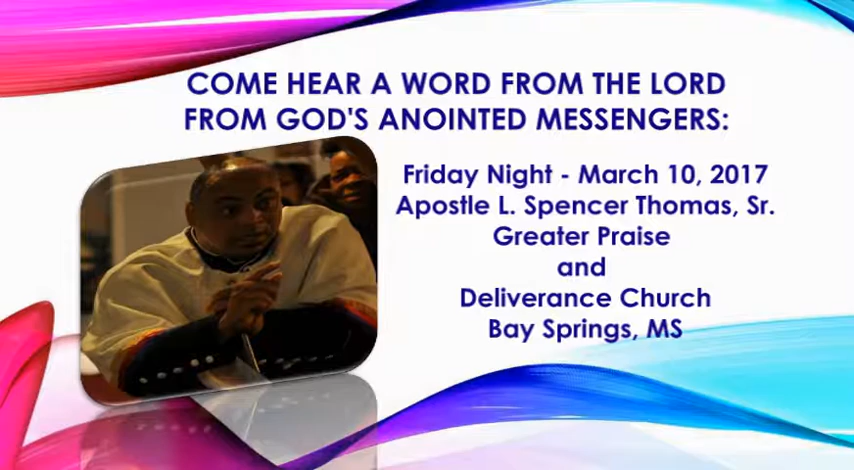 COME HEAR A WORD FROM THE LORD
FROM GOD'S ANOINTED MESSENGERS:
Friday Night - March 10, 2017
Apostle L. Spencer Thomas, Sr.
Greater Praise
and
Deliverance Church
Bay Springs, MS